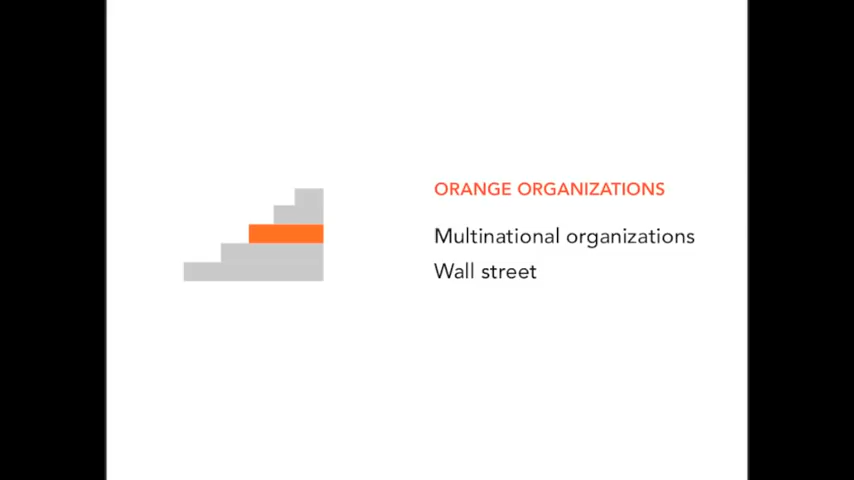 ORANGE ORGANIZATIONS
Multinational organizations
Wall street